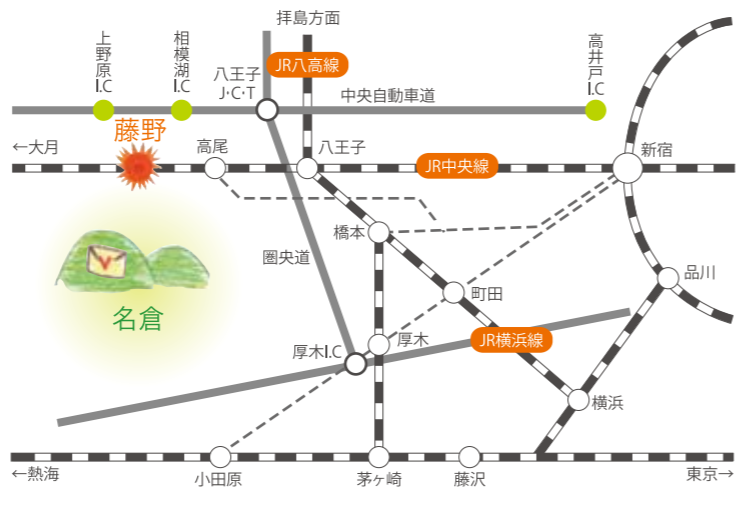 拝島方面
上野原I.C
相模湖I.C
八王子
J・C・T
JR八高線
高井戸I.C
中央自動車道
藤野
←大月
高尾
八王子
JR中央線
新宿
橋本
圏央道
品川
町田
名倉
厚木I.C
厚木
JR横浜線
横浜
←熱海
小田原
茅ヶ崎
藤沢
東京→